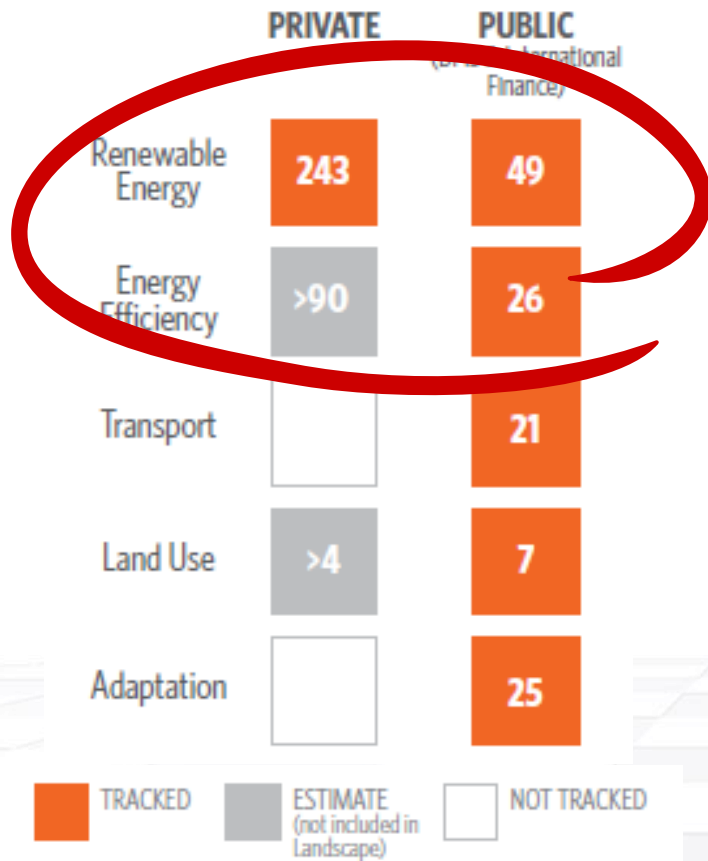 PRIVATE
PUBLIC
International
Finance)
Renewable
Energy
243
49
Energy
Efficiency
>90
26
Transport
21
Land Use
>4
7
Adaptation
25
TRACKED
ESTIMATE
(not included in
Landscape)
NOT TRACKED